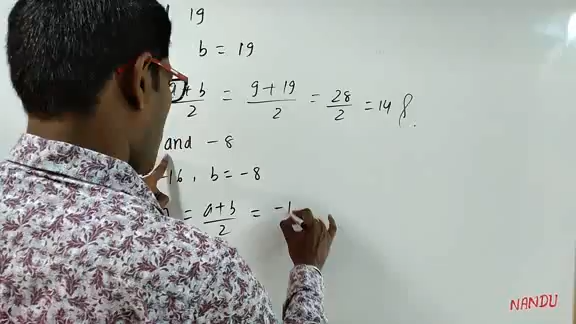 19
b = 19
a + b / 2 = 9 + 19 / 2 = 28 / 2 = 14
and - 8
-16, b = -8
= a + b / 2 = -1
NANDU